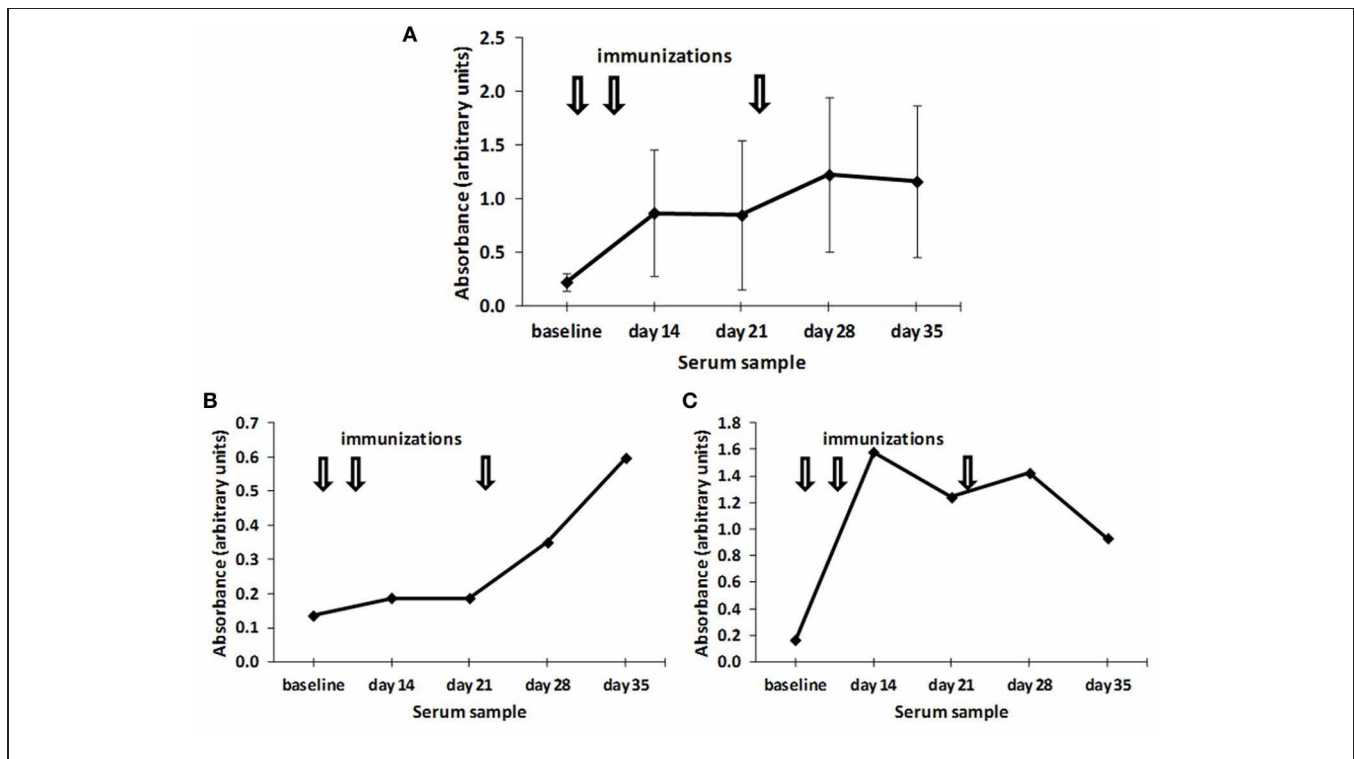 A
Absorbance (arbitrary units)
2.5
2.0
1.5
1.0
0.5
0.0
immunizations
baseline day 14 day 21 day 28 day 35
Serum sample
B
Absorbance (arbitrary units)
0.7
0.6
0.5
0.4
0.3
0.2
0.1
0.0
immunizations
baseline day 14 day 21 day 28 day 35
Serum sample
C
Absorbance (arbitrary units)
1.8
1.6
1.4
1.2
1.0
0.8
0.6
0.4
0.2
0.0
immunizations
baseline day 14 day 21 day 28 day 35
Serum sample